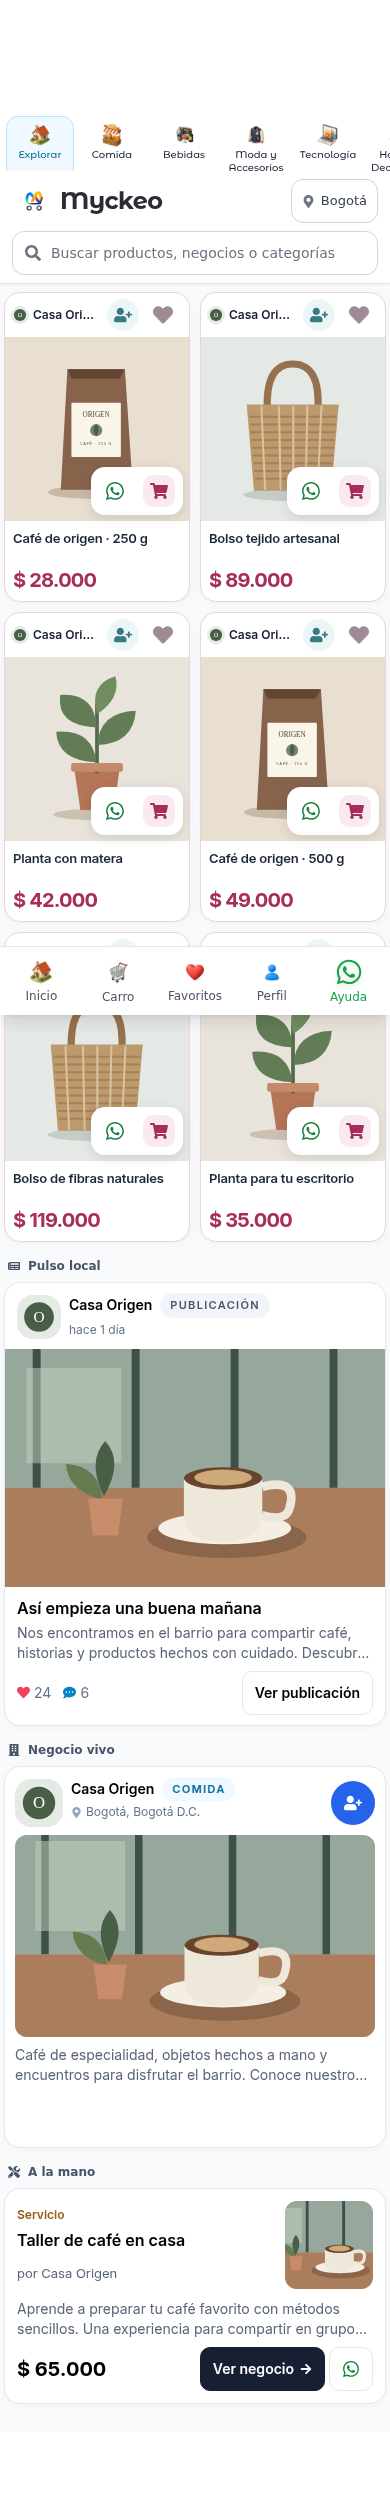 Explorar
Comida
Bebidas
Moda y
Accesorios
Tecnología
Myckeo
Bogotá
Buscar productos, negocios o categorías
Casa Ori...
Casa Ori...
ORIGEN
CAFÉ · 250 G
Café de origen · 250 g
$ 28.000
Bolso tejido artesanal
$ 89.000
Casa Ori...
Casa Ori...
ORIGEN
CAFÉ · 250 G
Planta con matera
$ 42.000
Café de origen · 500 g
$ 49.000
Inicio
Carro
Favoritos
Perfil
Ayuda
Bolso de fibras naturales
$ 119.000
Planta para tu escritorio
$ 35.000
Pulso local
O
Casa Origen
PUBLICACIÓN
hace 1 día
Así empieza una buena mañana
Nos encontramos en el barrio para compartir café,
historias y productos hechos con cuidado. Descubr...
24
6
Ver publicación
Negocio vivo
O
Casa Origen
COMIDA
Bogotá, Bogotá D.C.
Café de especialidad, objetos hechos a mano y
encuentros para disfrutar el barrio. Conoce nuestro...
A la mano
Servicio
Taller de café en casa
por Casa Origen
Aprende a preparar tu café favorito con métodos
sencillos. Una experiencia para compartir en grupo...
$ 65.000
Ver negocio